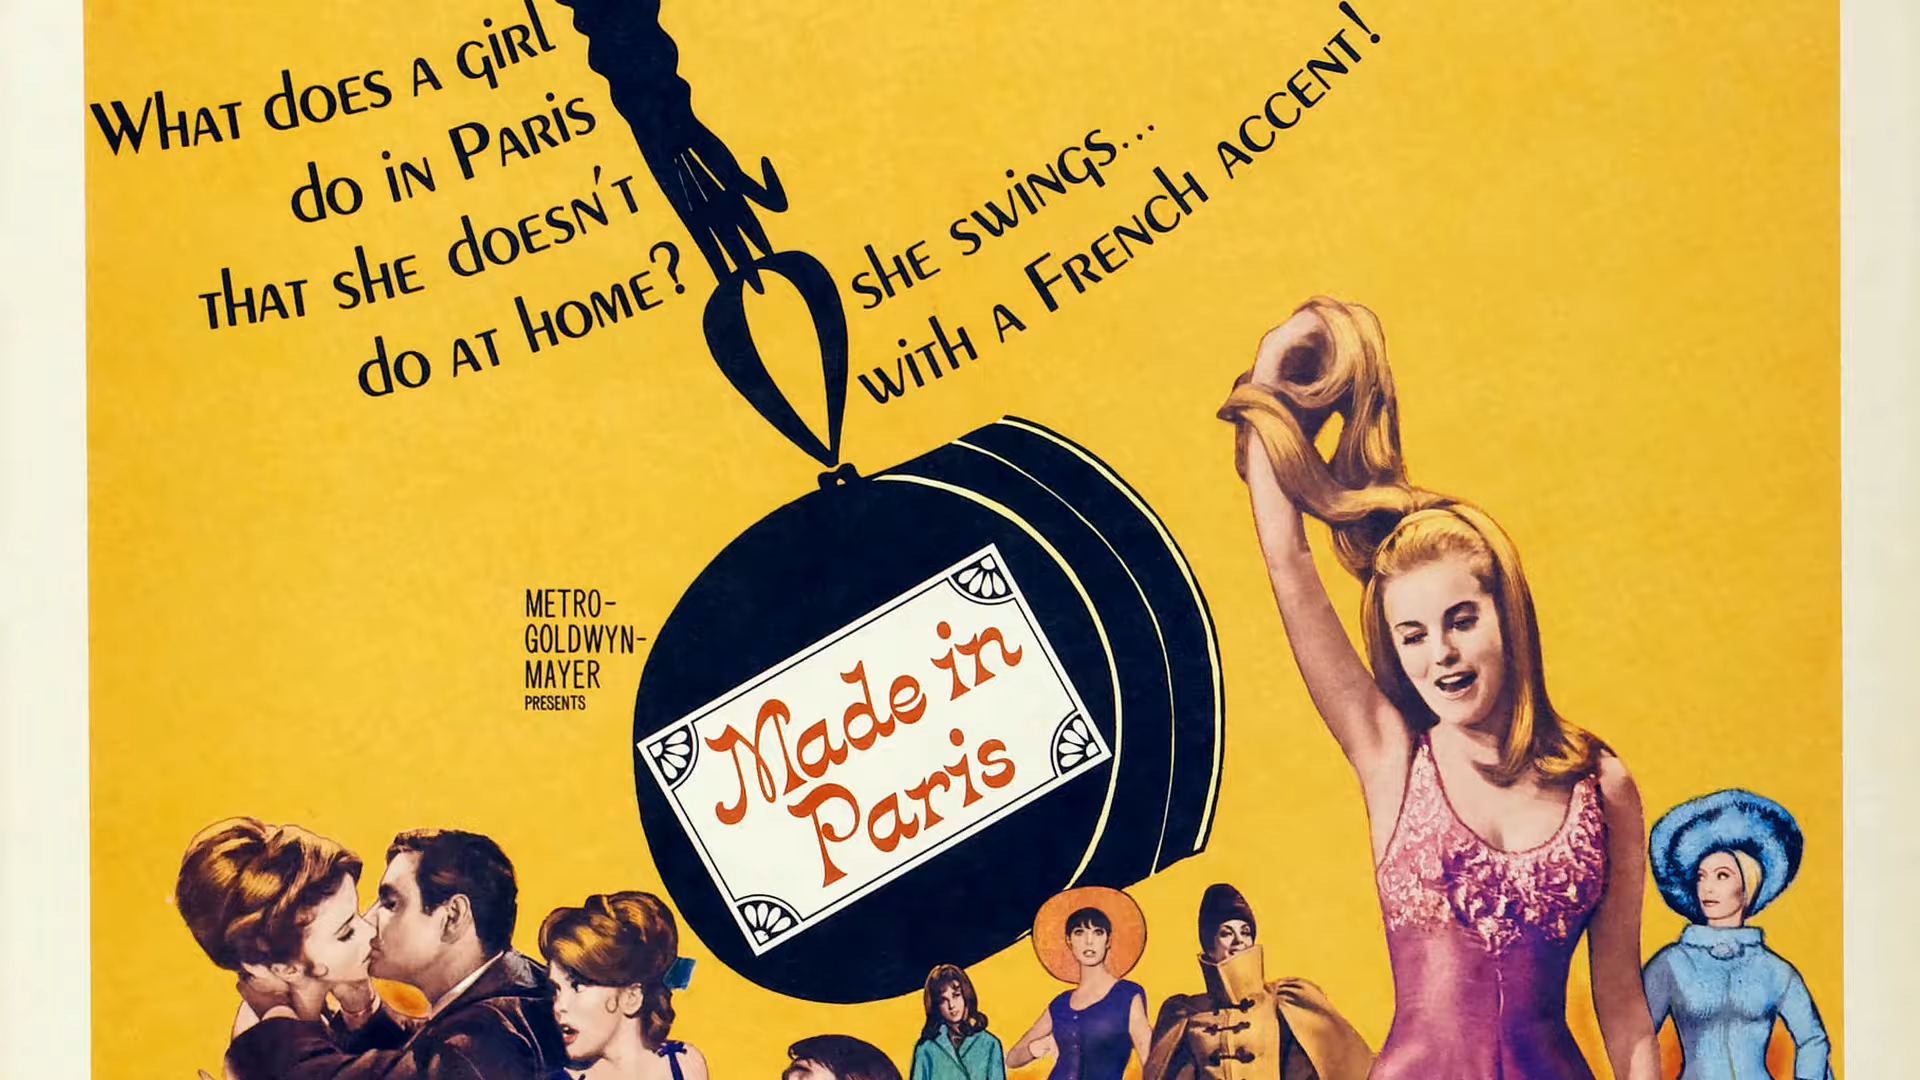 What does a girl
do in Paris
that she doesn't
do at home?
she swings...
with a French accent!
METRO-
GOLDWYN-
MAYER
PRESENTS
Made in
Paris